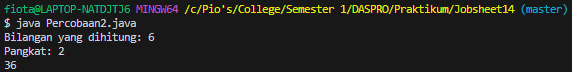 fiota@LAPTOP-NATDJTJ6 MINGW64 /c/Pio's/College/Semester 1/DASPRO/Praktikum/Jobsheet14 (master)
$ java Percobaan2.java
Bilangan yang dihitung: 6
Pangkat: 2
36